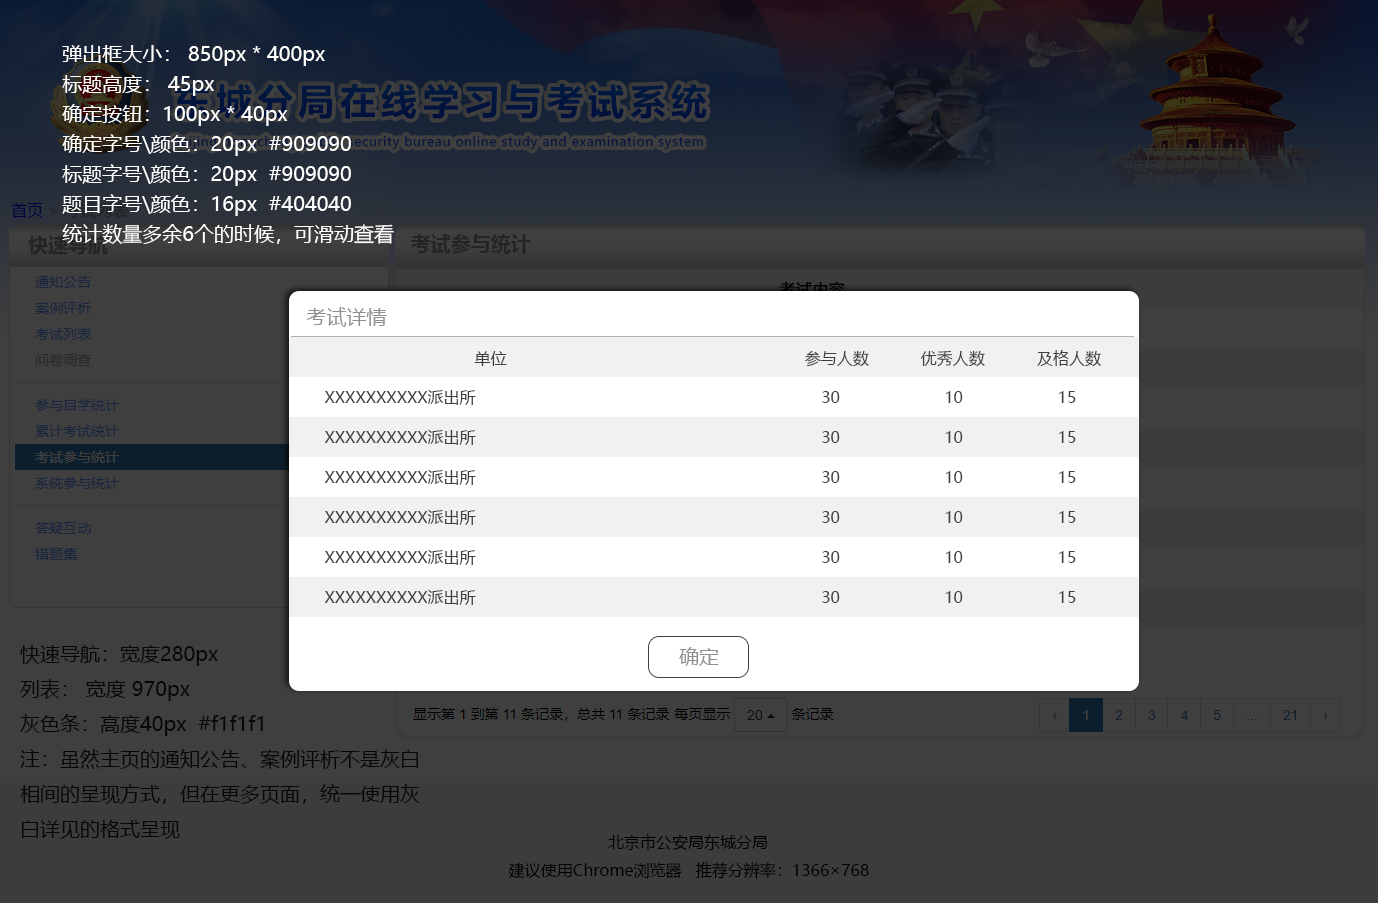 弹出框大小： 850px * 400px
标题高度： 45px
确定按钮：100px * 40px
确定字号\颜色：20px  #909090
标题字号\颜色：20px  #909090
题目字号\颜色：16px  #404040
统计数量多余6个的时候，可滑动查看
城分局在线学习与考试系统
ecurity bureau online study and examination system
首页 >
快速导航
通知公告
案例评析
考试列表
问卷调查
参与自学统计
累计考试统计
考试参与统计
系统参与统计
答疑互动
错题集
考试参与统计
考试内容
考试详情
单位 参与人数 优秀人数 及格人数
XXXXXXXXXX派出所 30 10 15
XXXXXXXXXX派出所 30 10 15
XXXXXXXXXX派出所 30 10 15
XXXXXXXXXX派出所 30 10 15
XXXXXXXXXX派出所 30 10 15
XXXXXXXXXX派出所 30 10 15
确定
显示第 1 到第 11 条记录，总共 11 条记录 每页显示 20 条记录
‹ 1 2 3 4 5 ... 21 ›
快速导航：宽度280px
列表： 宽度 970px
灰色条：高度40px  #f1f1f1
注：虽然主页的通知公告、案例评析不是灰白
相间的呈现方式，但在更多页面，统一使用灰
白详见的格式呈现
北京市公安局东城分局
建议使用Chrome浏览器   推荐分辨率：1366×768